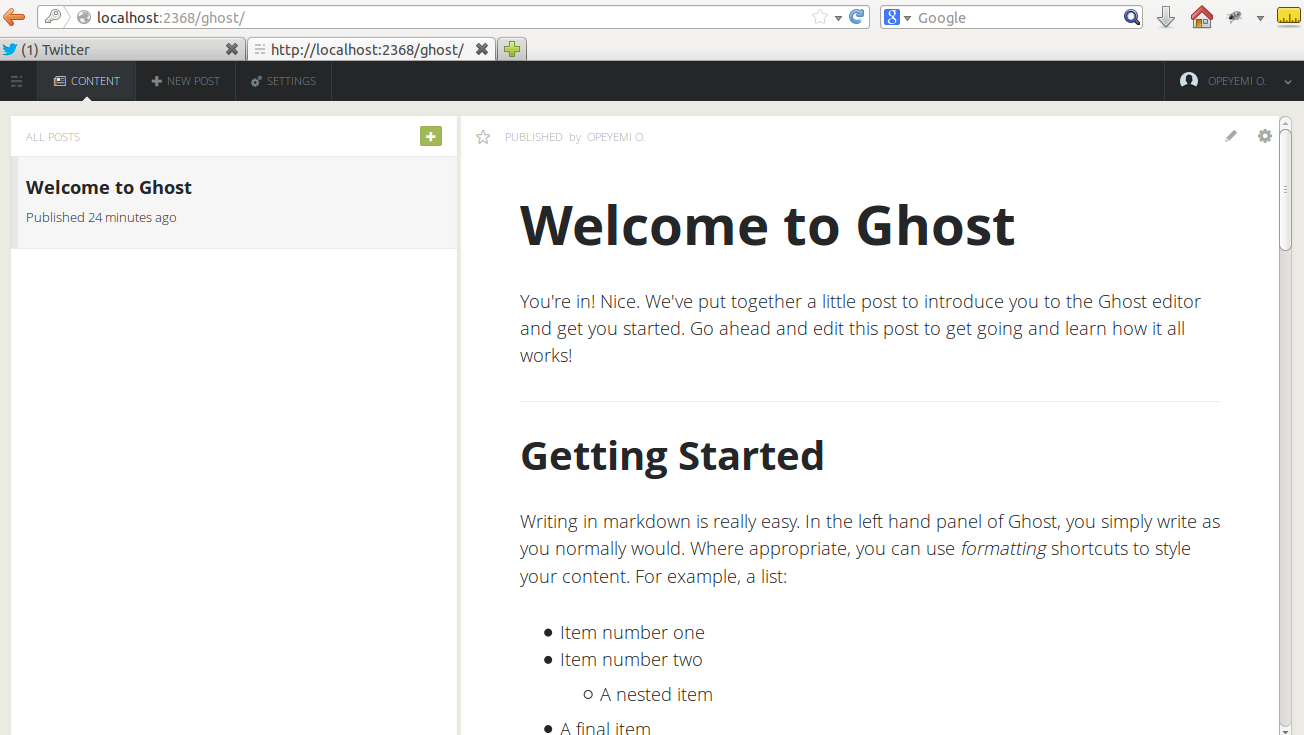 localhost:2368/ghost/
Google
(1) Twitter
http://localhost:2368/ghost/
CONTENT
NEW POST
SETTINGS
OPEYEMI O.
ALL POSTS
Welcome to Ghost
Published 24 minutes ago
PUBLISHED by OPEYEMI O.
Welcome to Ghost
You're in! Nice. We've put together a little post to introduce you to the Ghost editor
and get you started. Go ahead and edit this post to get going and learn how it all
works!
Getting Started
Writing in markdown is really easy. In the left hand panel of Ghost, you simply write as
you normally would. Where appropriate, you can use formatting shortcuts to style
your content. For example, a list:
Item number one
Item number two
A nested item
A final item